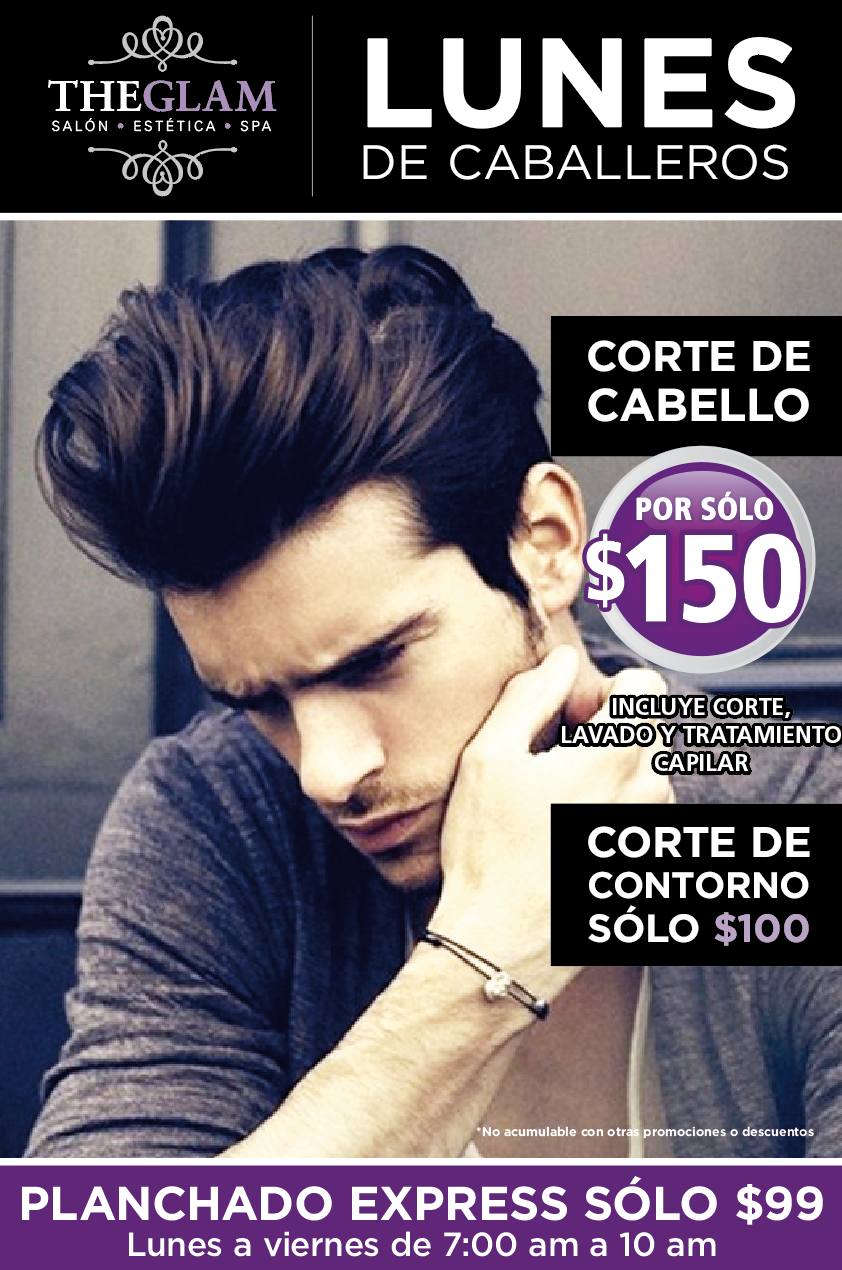 THEGLAM
SALÓN • ESTÉTICA • SPA
LUNES
DE CABALLEROS
CORTE DE
CABELLO
POR SÓLO
$150
INCLUYE CORTE,
LAVADO Y TRATAMIENTO
CAPILAR
CORTE DE
CONTORNO
SÓLO $100
*No acumulable con otras promociones o descuentos
PLANCHADO EXPRESS SÓLO $99
Lunes a viernes de 7:00 am a 10 am